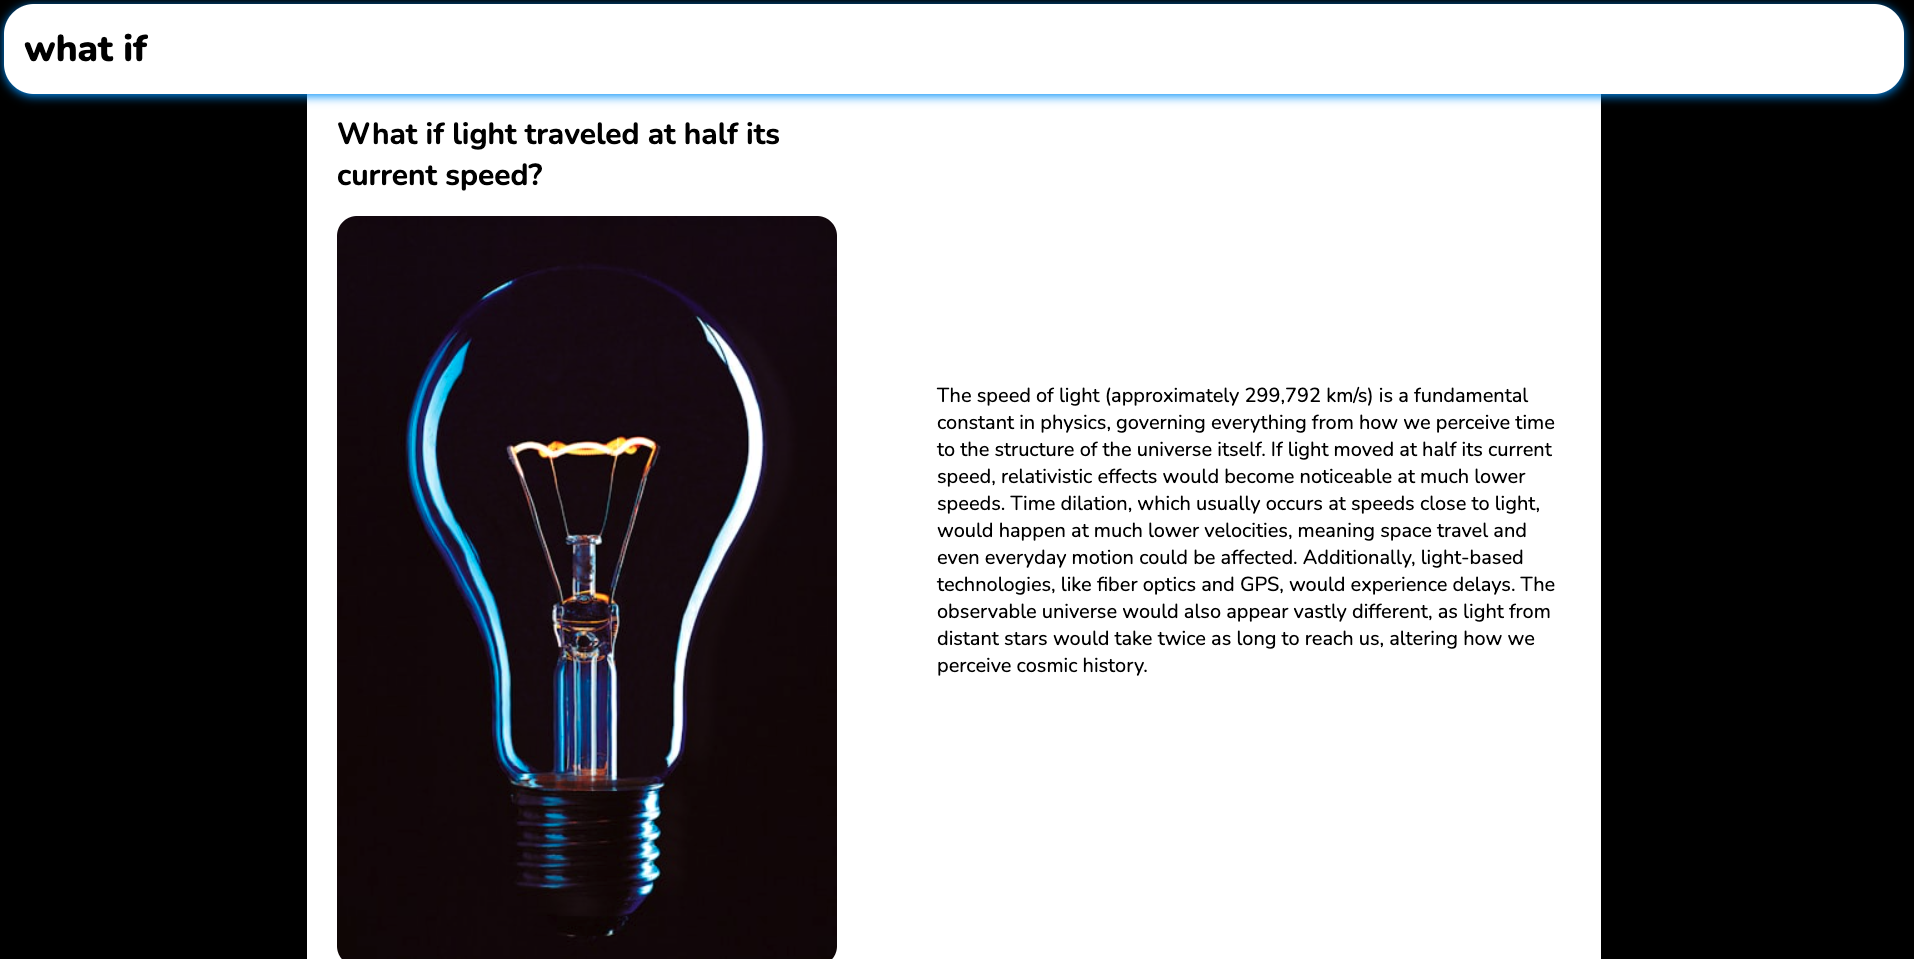 what if
What if light traveled at half its
current speed?
The speed of light (approximately 299,792 km/s) is a fundamental
constant in physics, governing everything from how we perceive time
to the structure of the universe itself. If light moved at half its current
speed, relativistic effects would become noticeable at much lower
speeds. Time dilation, which usually occurs at speeds close to light,
would happen at much lower velocities, meaning space travel and
even everyday motion could be affected. Additionally, light-based
technologies, like fiber optics and GPS, would experience delays. The
observable universe would also appear vastly different, as light from
distant stars would take twice as long to reach us, altering how we
perceive cosmic history.